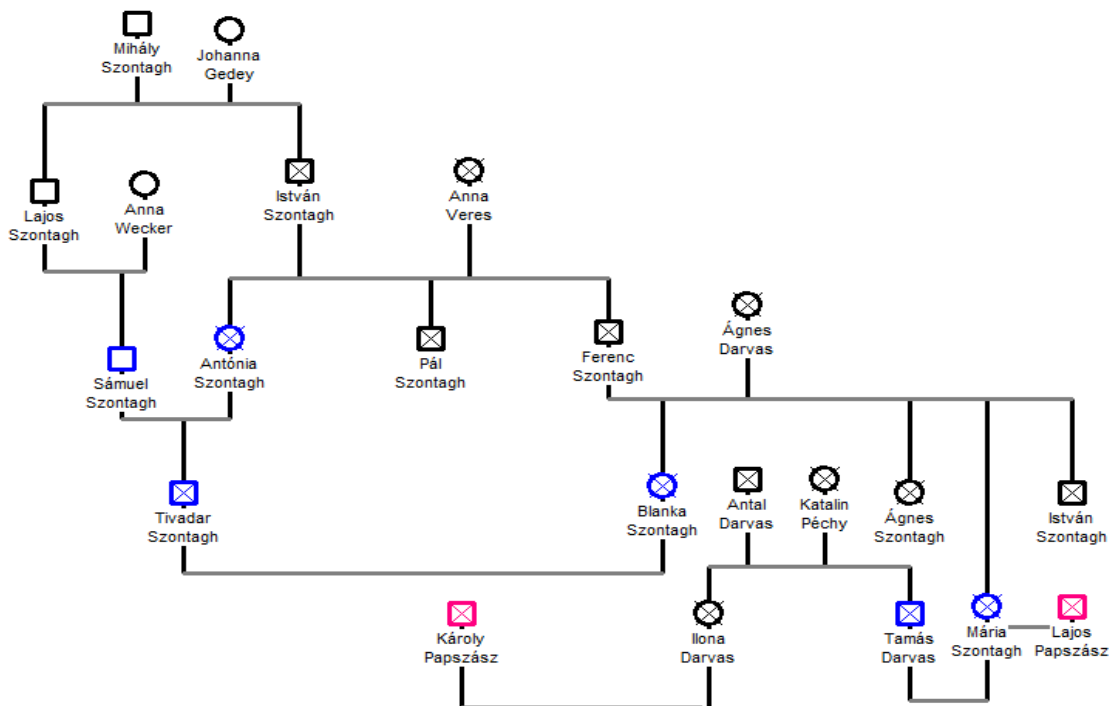 Mihály
Szontagh
Johanna
Gedey
Lajos
Szontagh
Anna
Wecker
István
Szontagh
Anna
Veres
Sámuel
Szontagh
Antónia
Szontagh
Pál
Szontagh
Ferenc
Szontagh
Ágnes
Darvas
Tivadar
Szontagh
Blanka
Szontagh
Antal
Darvas
Katalin
Péchy
Ágnes
Szontagh
István
Szontagh
Károly
Papszász
Ilona
Darvas
Tamás
Darvas
Mária
Szontagh
Lajos
Papszász